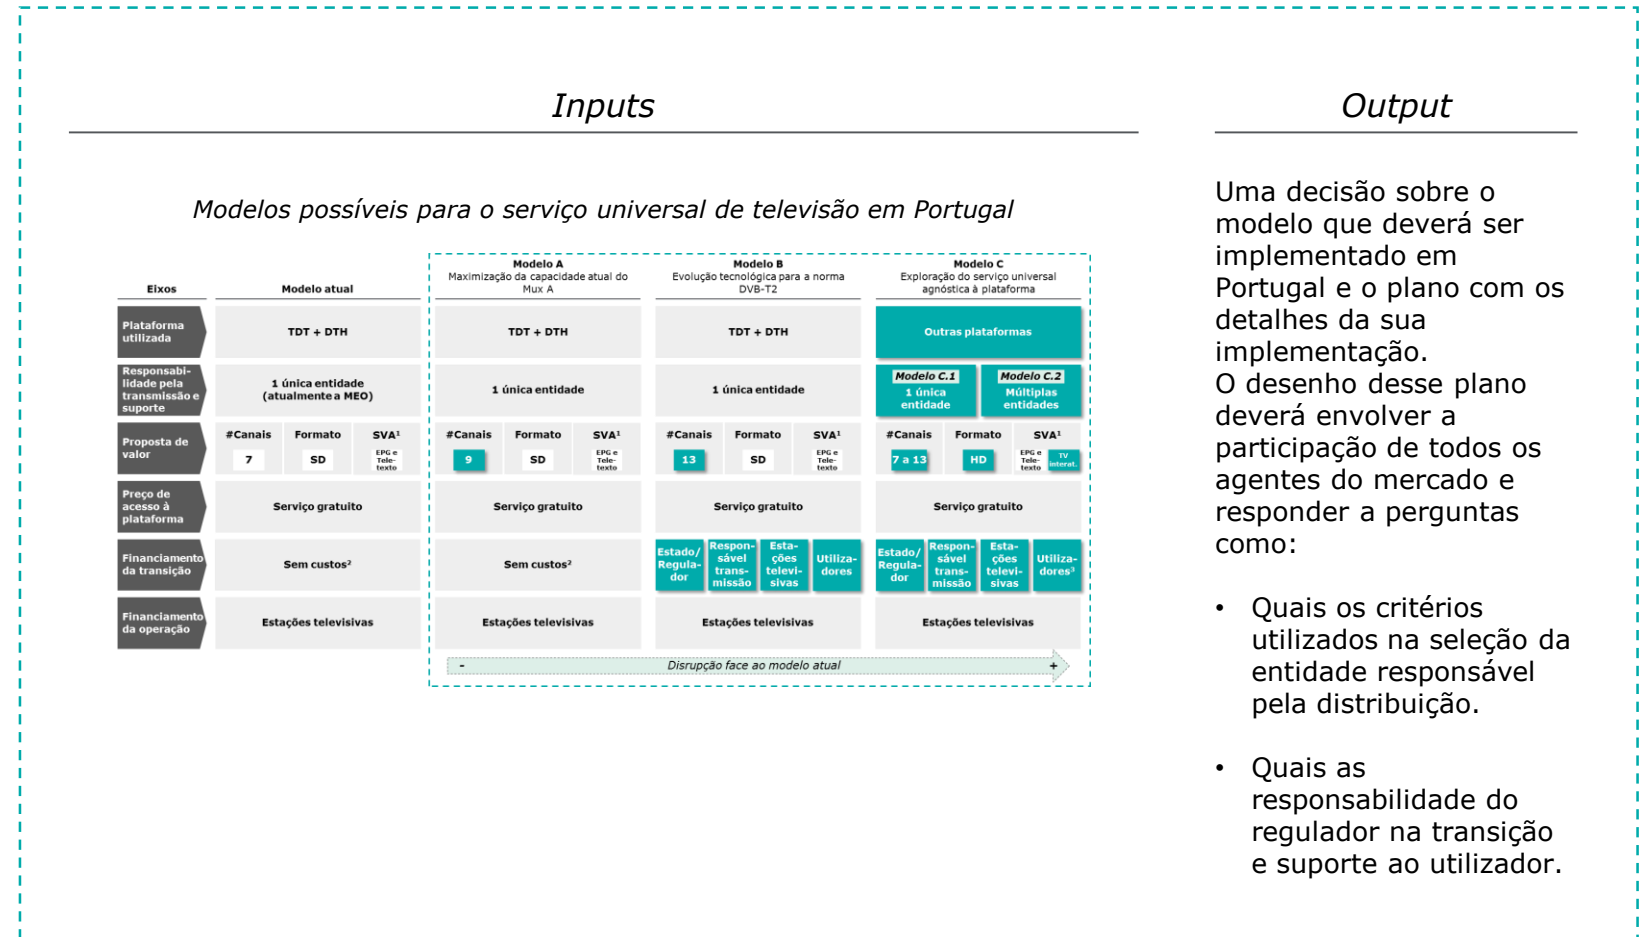 Inputs
Modelos possíveis para o serviço universal de televisão em Portugal
Eixos
Modelo atual
Modelo A
Maximização da capacidade atual do
Mux A
Modelo B
Evolução tecnológica para a norma
DVB-T2
Modelo C
Exploração do serviço universal
agnóstica à plataforma
Plataforma
utilizada
TDT + DTH
TDT + DTH
TDT + DTH
Outras plataformas
Responsabi-
lidade pela
transmissão e
suporte
1 única entidade
(atualmente a MEO)
1 única entidade
1 única entidade
Modelo C.1
1 única
entidade
Modelo C.2
Múltiplas
entidades
Proposta de
valor
#Canais Formato SVA¹
7 SD EPG e
Tele-
texto
#Canais Formato SVA¹
9 SD EPG e
Tele-
texto
#Canais Formato SVA¹
13 SD EPG e
Tele-
texto
#Canais Formato SVA¹
7 a 13 HD EPG e
Tele-
texto
TV
interat.
Preço de
acesso à
plataforma
Serviço gratuito
Serviço gratuito
Serviço gratuito
Serviço gratuito
Financiamento
da transição
Sem custos²
Sem custos²
Estado/
Regula-
dor
Respon-
sável
trans-
missão
Esta-
ções
televi-
sivas
Utiliza-
dores
Estado/
Regula-
dor
Respon-
sável
trans-
missão
Esta-
ções
televi-
sivas
Utiliza-
dores³
Financiamento
da operação
Estações televisivas
Estações televisivas
Estações televisivas
Estações televisivas
- Disrupção face ao modelo atual +
Output
Uma decisão sobre o
modelo que deverá ser
implementado em
Portugal e o plano com os
detalhes da sua
implementação.
O desenho desse plano
deverá envolver a
participação de todos os
agentes do mercado e
responder a perguntas
como:
• Quais os critérios
utilizados na seleção da
entidade responsável
pela distribuição.
• Quais as
responsabilidade do
regulador na transição
e suporte ao utilizador.